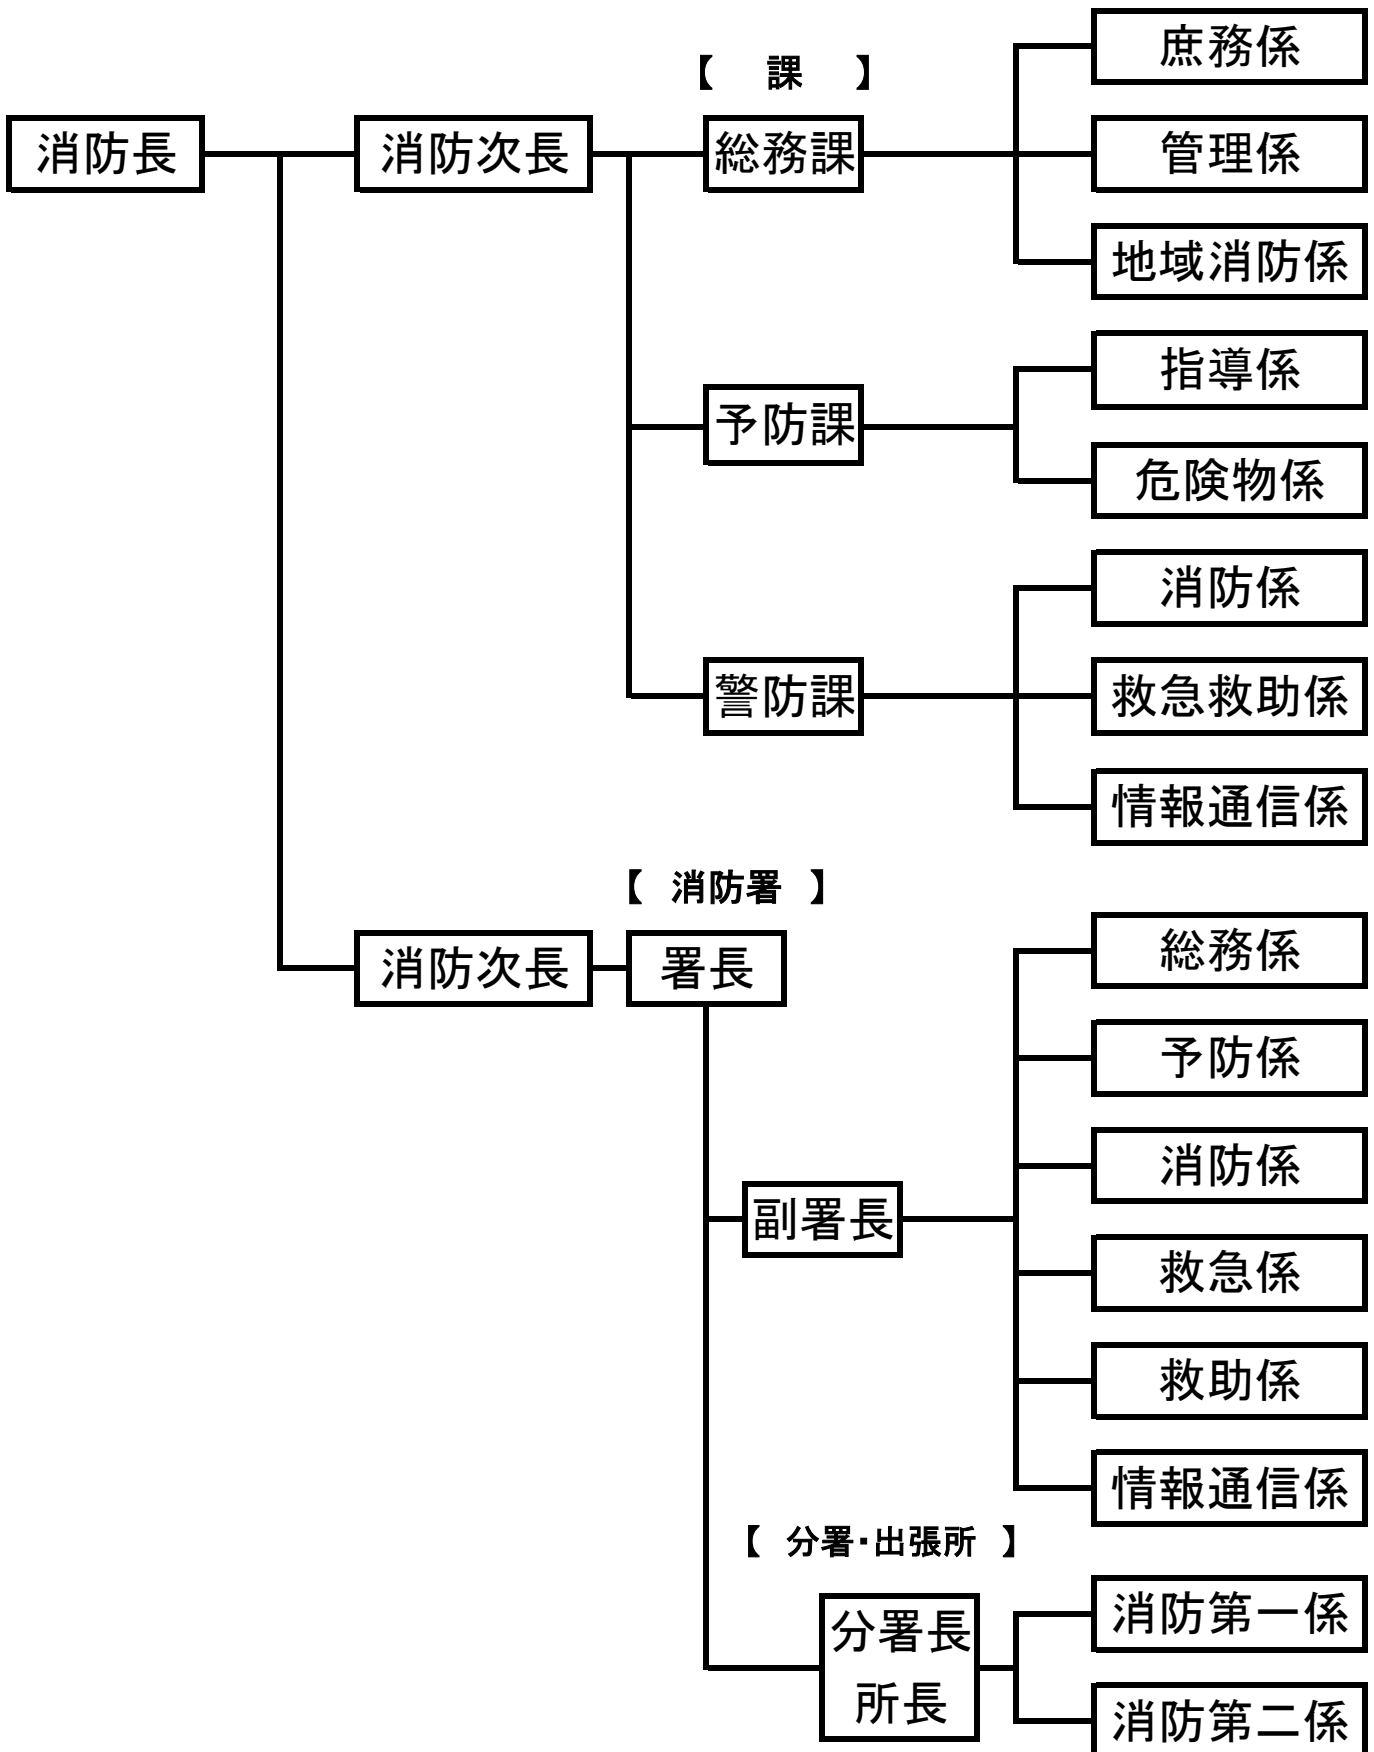 庶務係
【 課 】
消防長
消防次長
総務課
管理係
地域消防係
指導係
予防課
危険物係
消防係
警防課
救急救助係
情報通信係
【 消防署 】
消防次長
署長
総務係
予防係
消防係
副署長
救急係
救助係
情報通信係
【 分署・出張所 】
分署長
所長
消防第一係
消防第二係